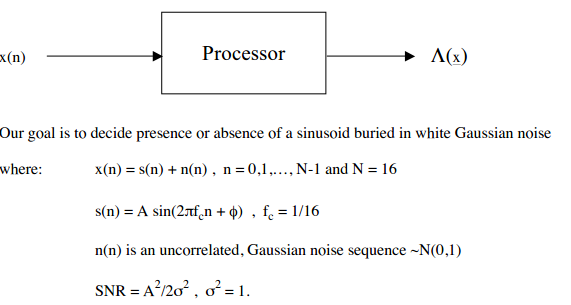 x(n) Processor Λ(x)
Our goal is to decide presence or absence of a sinusoid buried in white Gaussian noise
where: x(n) = s(n) + n(n) , n = 0,1,…, N-1 and N = 16
s(n) = A sin(2πf_c n + ϕ) , f_c = 1/16
n(n) is an uncorrelated, Gaussian noise sequence ~N(0,1)
SNR = A²/2σ² , σ² = 1.